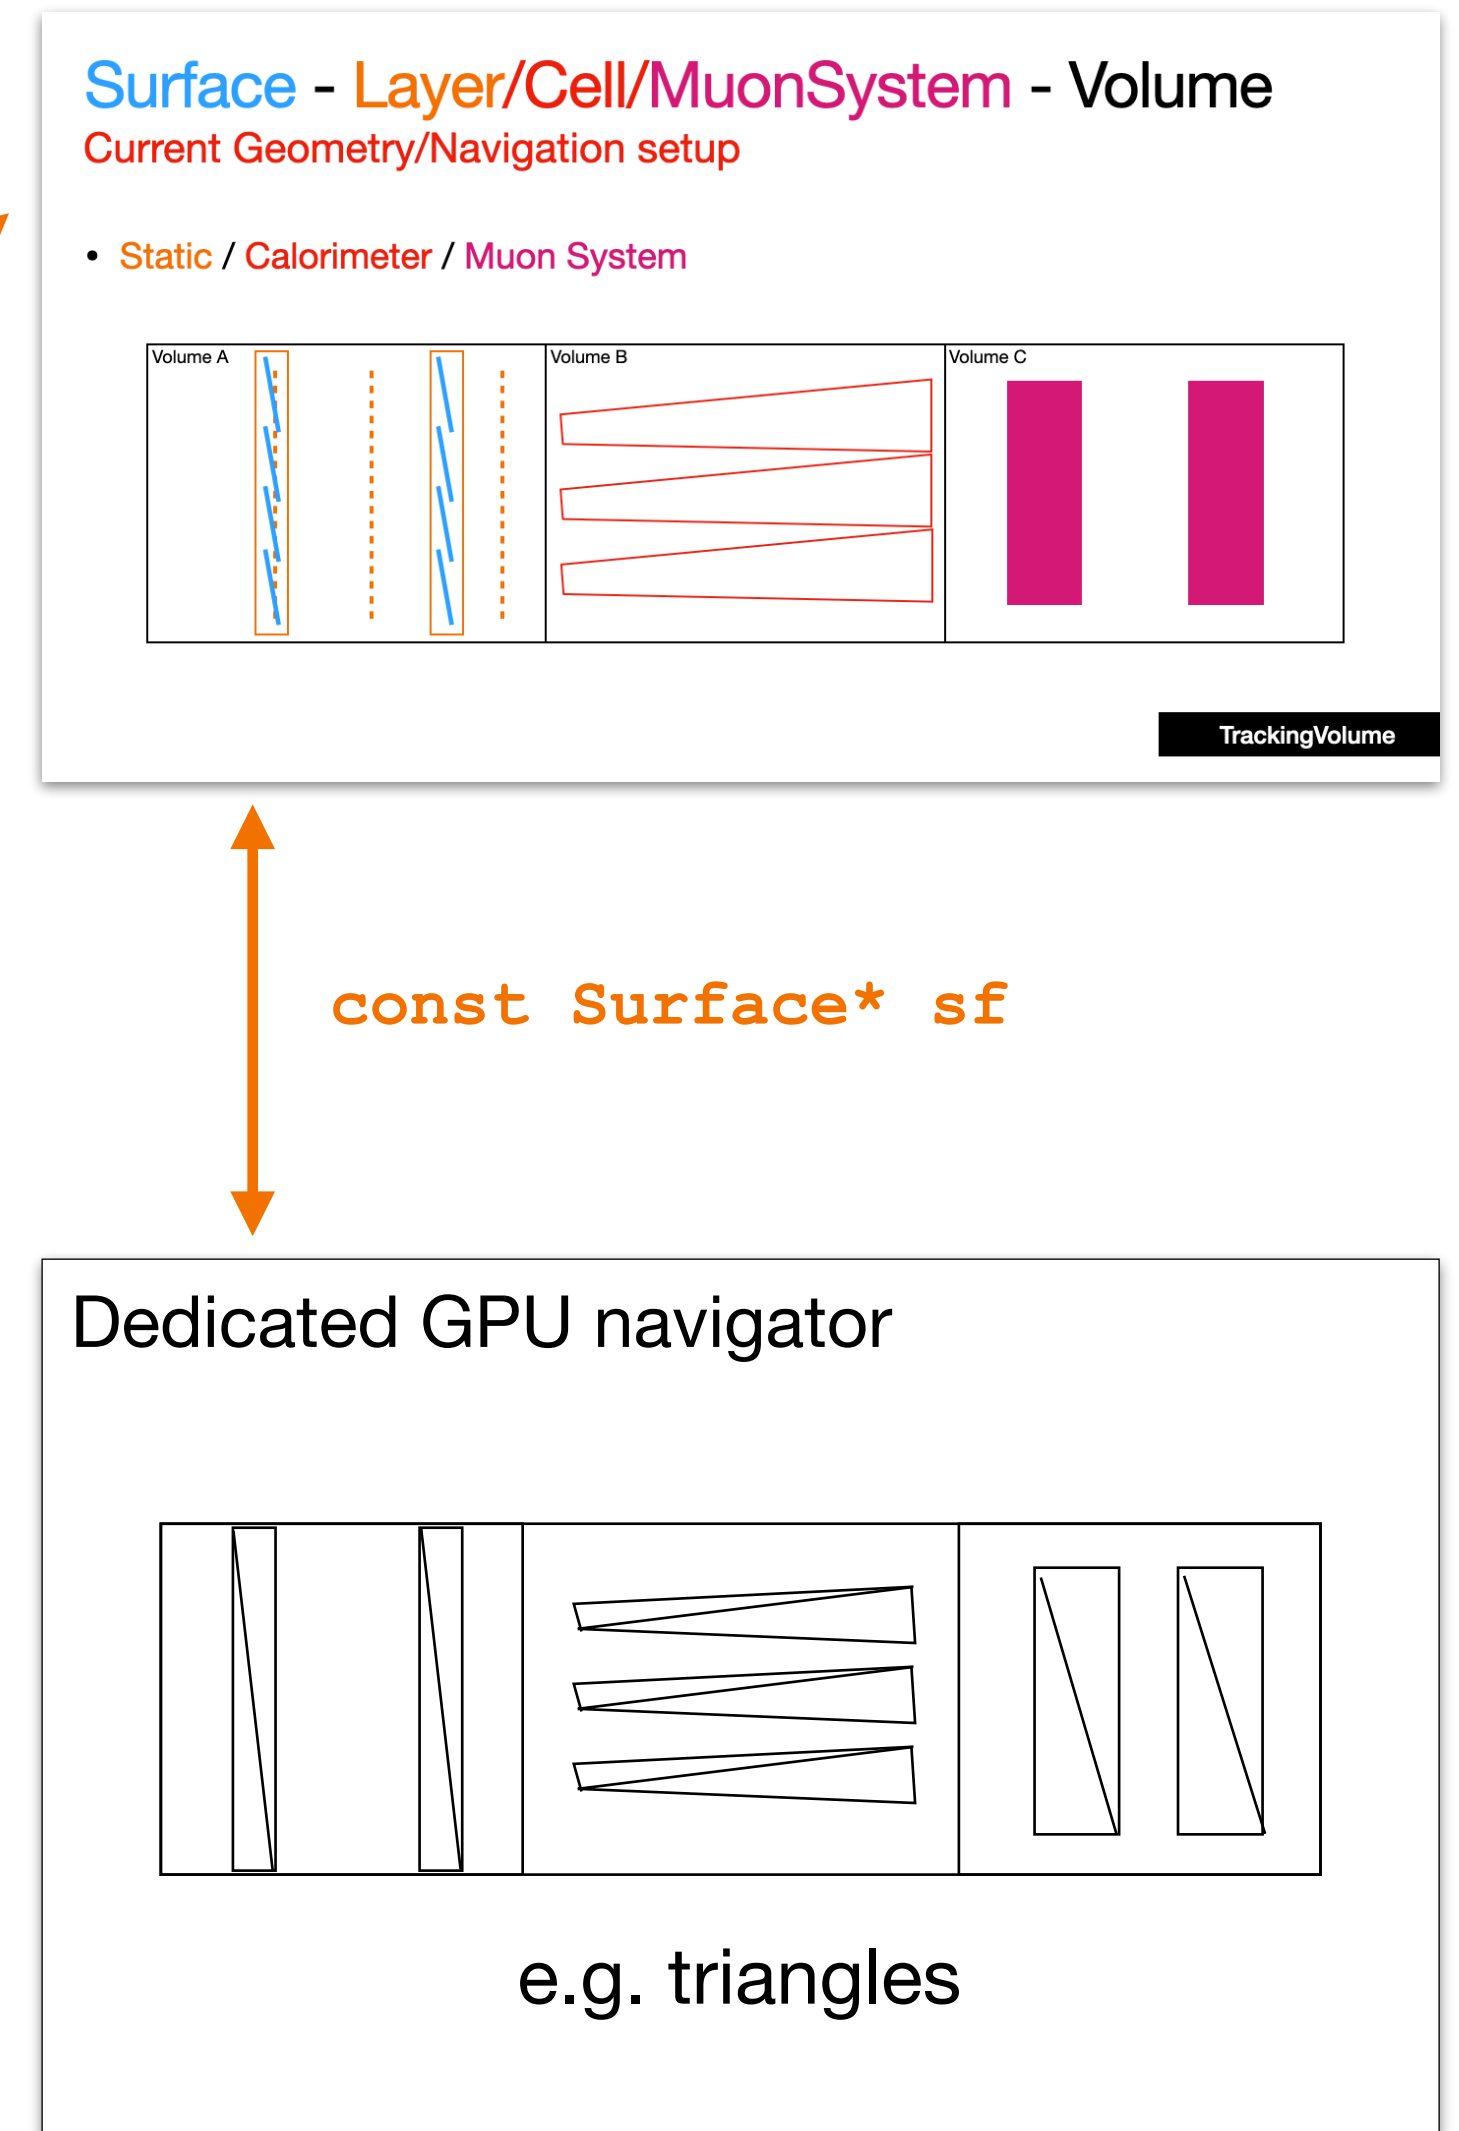 Surface - Layer/Cell/MuonSystem - Volume
Current Geometry/Navigation setup
• Static / Calorimeter / Muon System
Volume A
Volume B
Volume C
TrackingVolume
const Surface* sf
Dedicated GPU navigator
e.g. triangles